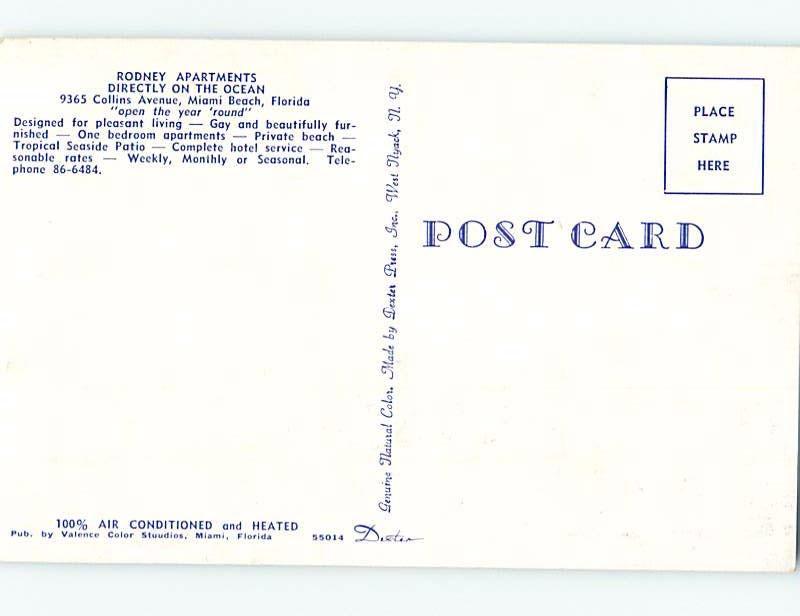 RODNEY APARTMENTS
DIRECTLY ON THE OCEAN
9365 Collins Avenue, Miami Beach, Florida
"open the year 'round"
Designed for pleasant living — Gay and beautifully fur-
nished — One bedroom apartments — Private beach —
Tropical Seaside Patio — Complete hotel service — Rea-
sonable rates — Weekly, Monthly or Seasonal. Tele-
phone 86-6484.
100% AIR CONDITIONED and HEATED
Pub. by Valence Color Stuudios, Miami, Florida
55014
Dexter
Genuine Natural Color. Made by Dexter Press, Inc., West Nyack, N. Y.
PLACE
STAMP
HERE
POST CARD